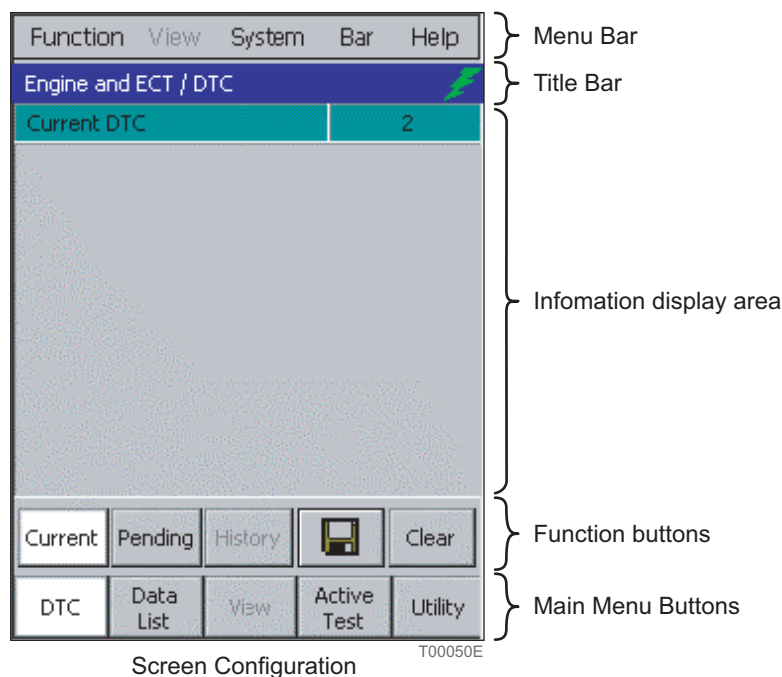 Function View System Bar Help
Menu Bar
Engine and ECT / DTC
Title Bar
Current DTC 2
Infomation display area
Current Pending History Clear
Function buttons
DTC Data List View Active Test Utility
Main Menu Buttons
T00050E
Screen Configuration